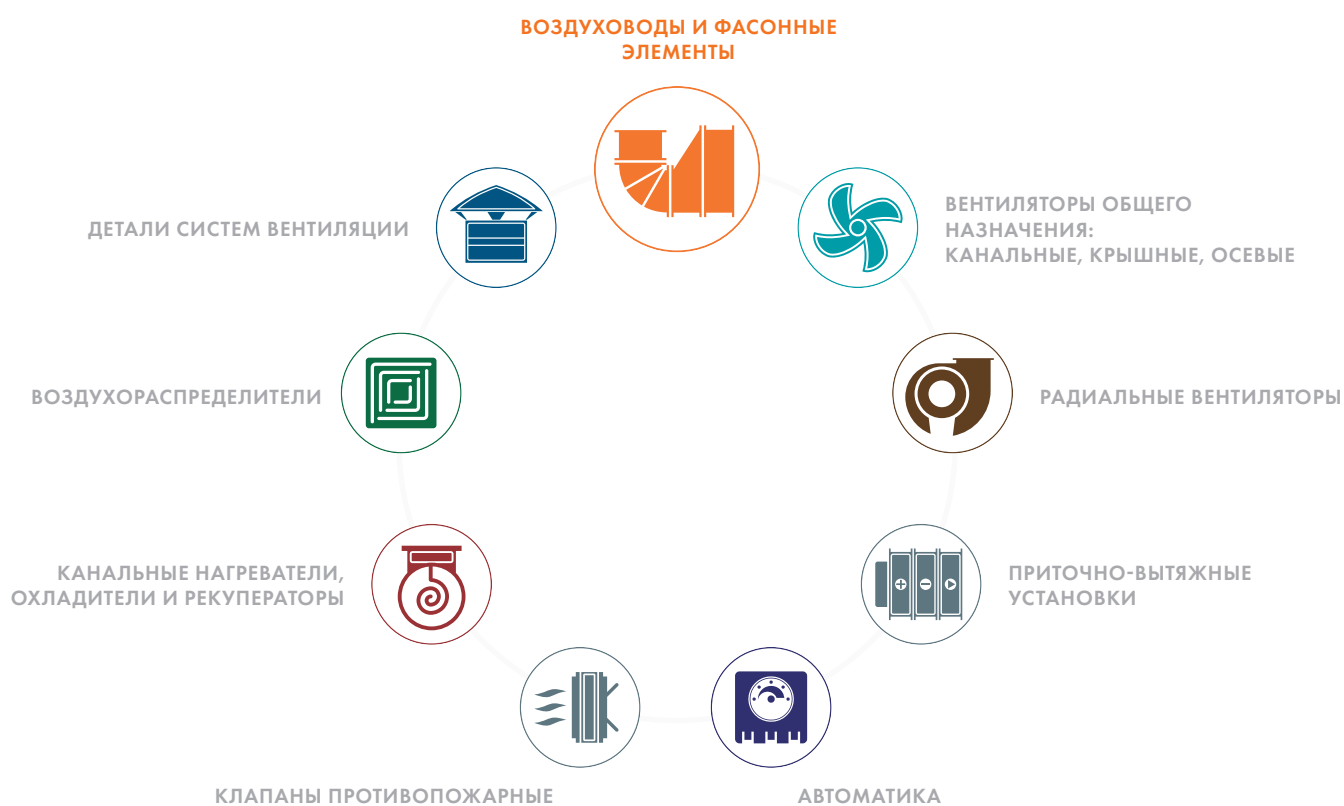 ВОЗДУХОВОДЫ И ФАСОННЫЕ
ЭЛЕМЕНТЫ
ВЕНТИЛЯТОРЫ ОБЩЕГО
НАЗНАЧЕНИЯ:
КАНАЛЬНЫЕ, КРЫШНЫЕ, ОСЕВЫЕ
ДЕТАЛИ СИСТЕМ ВЕНТИЛЯЦИИ
ВОЗДУХОРАСПРЕДЕЛИТЕЛИ
РАДИАЛЬНЫЕ ВЕНТИЛЯТОРЫ
КАНАЛЬНЫЕ НАГРЕВАТЕЛИ,
ОХЛАДИТЕЛИ И РЕКУПЕРАТОРЫ
ПРИТОЧНО-ВЫТЯЖНЫЕ
УСТАНОВКИ
КЛАПАНЫ ПРОТИВОПОЖАРНЫЕ
АВТОМАТИКА